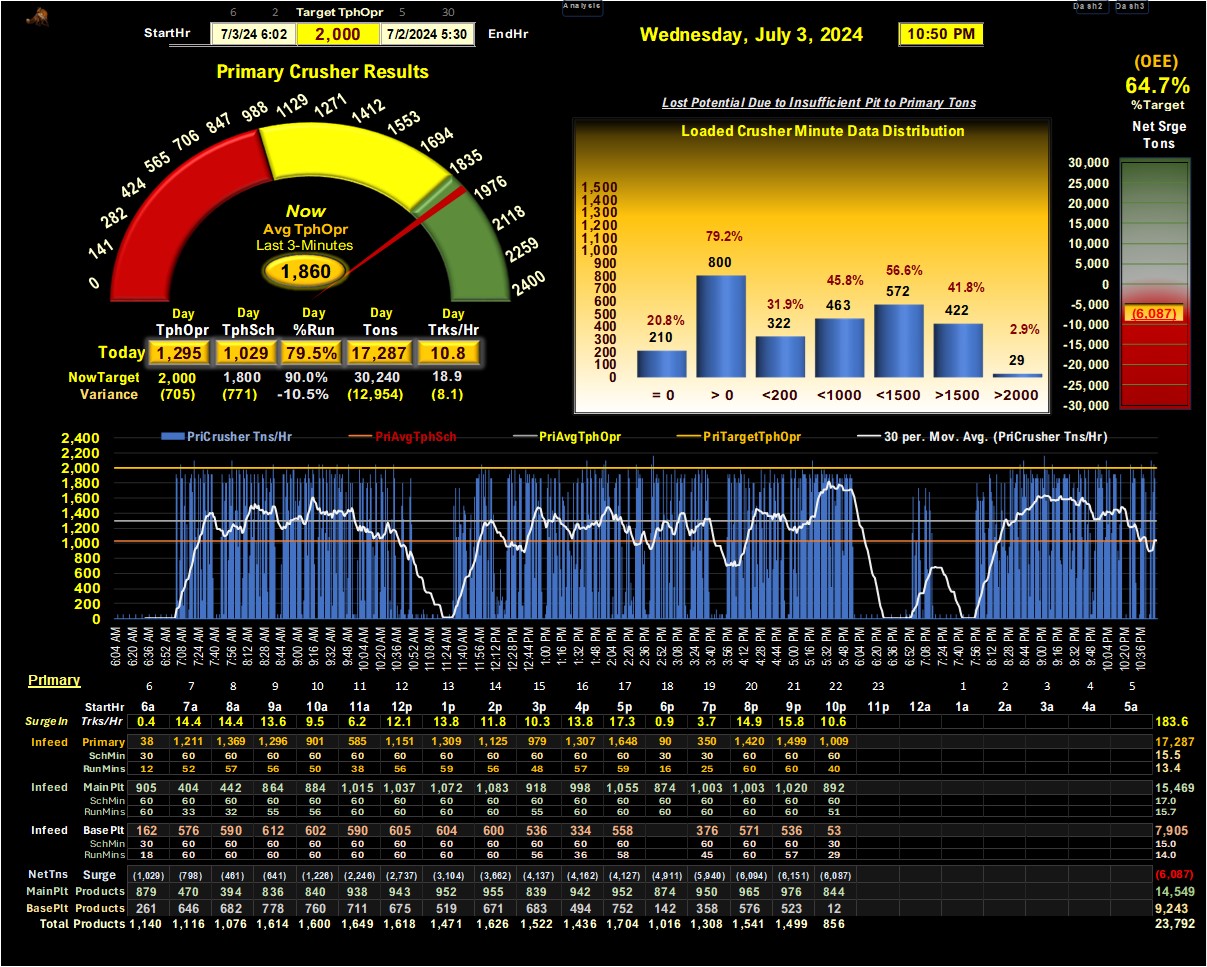 6 2 Target TphOpr 5 30
Analysis
Dash2 Dash3
StartHr 7/3/24 6:02 2,000 7/2/2024 5:30 EndHr
Wednesday, July 3, 2024 10:50 PM
(OEE)
64.7%
%Target
Net Srge
Tons
Primary Crusher Results
0 141 282 424 565 706 847 988 1129 1271 1412 1553 1694 1835 1976 2118 2259 2400
Now
Avg TphOpr
Last 3-Minutes
1,860
Day Day Day Day Day
TphOpr TphSch %Run Tons Trks/Hr
Today 1,295 1,029 79.5% 17,287 10.8
NowTarget 2,000 1,800 90.0% 30,240 18.9
Variance (705) (771) -10.5% (12,954) (8.1)
Lost Potential Due to Insufficient Pit to Primary Tons
Loaded Crusher Minute Data Distribution
1,500
1,400
1,300
1,200
1,100
1,000
900
800
700
600
500
400
300
200
100
0
20.8% 79.2% 31.9% 45.8% 56.6% 41.8% 2.9%
210 800 322 463 572 422 29
= 0 > 0 <200 <1000 <1500 >1500 >2000
30,000
25,000
20,000
15,000
10,000
5,000
0
-5,000
-10,000
-15,000
-20,000
-25,000
-30,000
(6,087)
PriCrusher Tns/Hr PriAvgTphSch PriAvgTphOpr PriTargetTphOpr 30 per. Mov. Avg. (PriCrusher Tns/Hr)
2,400
2,200
2,000
1,800
1,600
1,400
1,200
1,000
800
600
400
200
0
6:04 AM 6:20 AM 6:36 AM 6:52 AM 7:08 AM 7:24 AM 7:40 AM 7:56 AM 8:12 AM 8:28 AM 8:44 AM 9:00 AM 9:16 AM 9:32 AM 9:48 AM 10:04 AM 10:20 AM 10:36 AM 10:52 AM 11:08 AM 11:24 AM 11:40 AM 11:56 AM 12:12 PM 12:28 PM 12:44 PM 1:00 PM 1:16 PM 1:32 PM 1:48 PM 2:04 PM 2:20 PM 2:36 PM 2:52 PM 3:08 PM 3:24 PM 3:40 PM 3:56 PM 4:12 PM 4:28 PM 4:44 PM 5:00 PM 5:16 PM 5:32 PM 5:48 PM 6:04 PM 6:20 PM 6:36 PM 6:52 PM 7:08 PM 7:24 PM 7:40 PM 7:56 PM 8:12 PM 8:28 PM 8:44 PM 9:00 PM 9:16 PM 9:32 PM 9:48 PM 10:04 PM 10:20 PM 10:36 PM
Primary
6 7 8 9 10 11 12 13 14 15 16 17 18 19 20 21 22 23 1 2 3 4 5
StartHr 6a 7a 8a 9a 10a 11a 12p 1p 2p 3p 4p 5p 6p 7p 8p 9p 10p 11p 12a 1a 2a 3a 4a 5a
SurgeIn Trks/Hr 0.4 14.4 14.4 13.6 9.5 6.2 12.1 13.8 11.8 10.3 13.8 17.3 0.9 3.7 14.9 15.8 10.6 183.6
Infeed Primary 38 1,211 1,369 1,296 901 585 1,151 1,309 1,125 979 1,307 1,648 90 350 1,420 1,499 1,009 17,287
SchMin 30 60 60 60 60 60 60 60 60 60 60 60 30 30 60 60 60 15.5
RunMins 12 52 57 56 50 38 56 59 56 48 57 59 16 25 60 60 40 13.4
Infeed MainPlt 905 404 442 864 884 1,015 1,037 1,072 1,083 918 998 1,055 874 1,003 1,003 1,020 892 15,469
SchMin 60 60 60 60 60 60 60 60 60 60 60 60 60 60 60 60 60 17.0
RunMins 60 33 32 55 56 60 60 60 60 55 60 60 60 60 60 60 51 15.7
Infeed Base Plt 162 576 590 612 602 590 605 604 600 536 334 558 376 571 536 53 7,905
SchMin 30 60 60 60 60 60 60 60 60 60 60 60 60 60 60 30 15.0
RunMins 18 60 60 60 60 60 60 60 60 56 36 58 45 60 57 29 14.0
NetTns Surge (1,029) (798) (461) (641) (1,226) (2,246) (2,737) (3,104) (3,662) (4,137) (4,162) (4,127) (4,911) (5,940) (6,094) (6,151) (6,087) (6,087)
MainPlt Products 879 470 394 836 840 938 943 952 955 839 942 952 874 950 965 976 844 14,549
BasePlt Products 261 646 682 778 760 711 675 519 671 683 494 752 142 358 576 523 12 9,243
Total Products 1,140 1,116 1,076 1,614 1,600 1,649 1,618 1,471 1,626 1,522 1,436 1,704 1,016 1,308 1,541 1,499 856 23,792